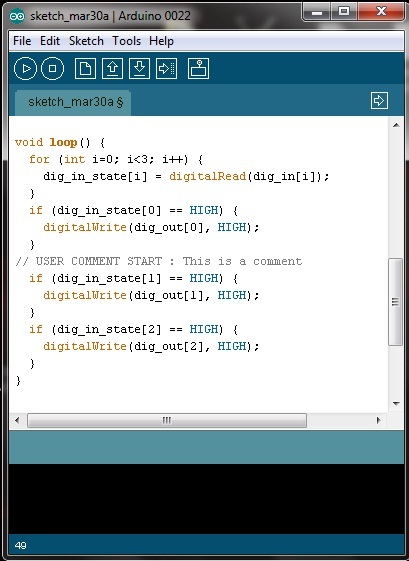 sketch_mar30a | Arduino 0022
File Edit Sketch Tools Help
sketch_mar30a §
void loop() {
  for (int i=0; i<3; i++) {
    dig_in_state[i] = digitalRead(dig_in[i]);
  }
  if (dig_in_state[0] == HIGH) {
    digitalWrite(dig_out[0], HIGH);
  }
// USER COMMENT START : This is a comment
  if (dig_in_state[1] == HIGH) {
    digitalWrite(dig_out[1], HIGH);
  }
  if (dig_in_state[2] == HIGH) {
    digitalWrite(dig_out[2], HIGH);
  }
}
49